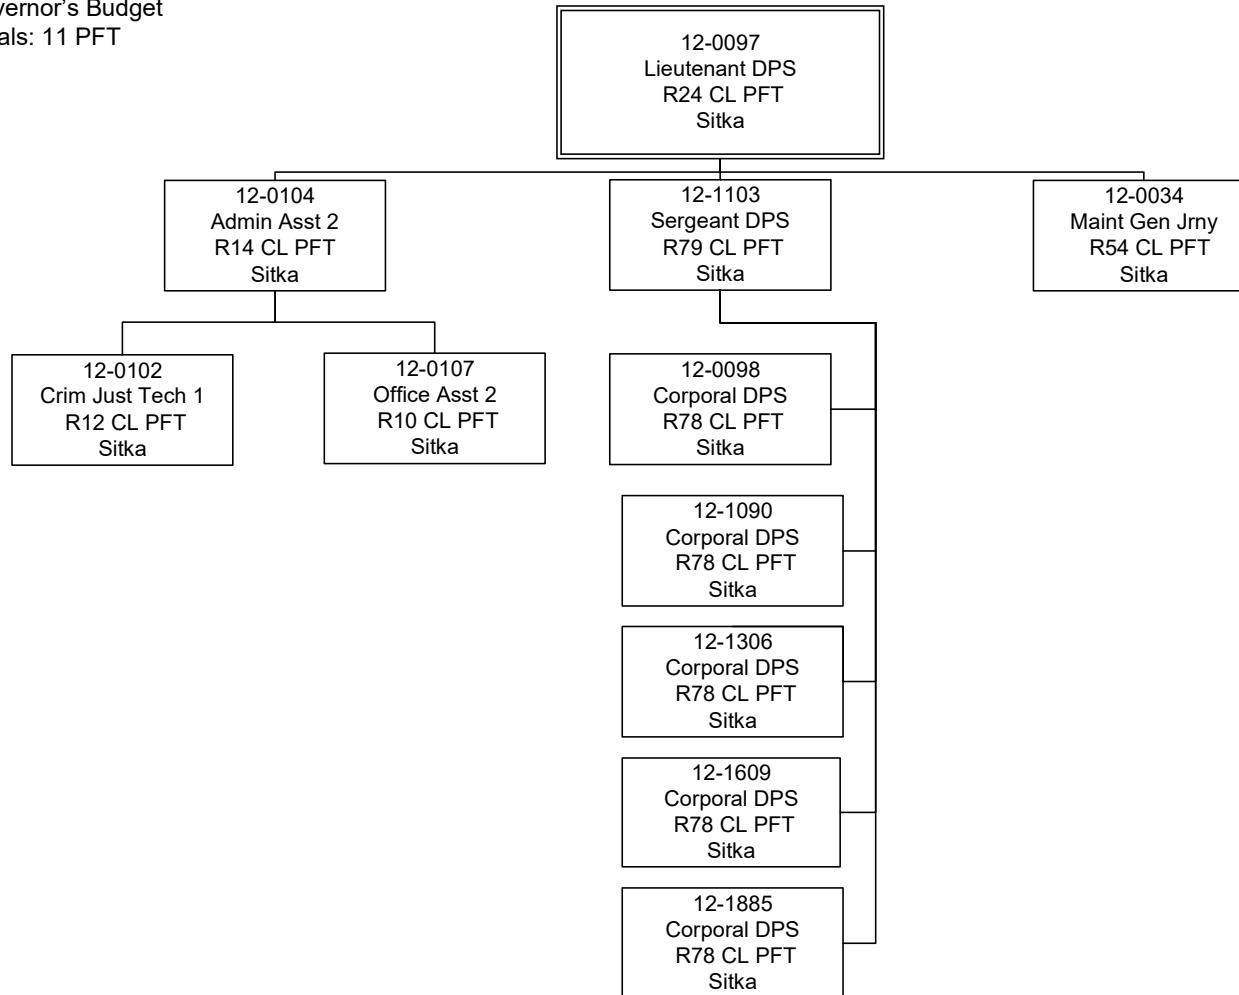 vernor's Budget
als: 11 PFT
12-0097
Lieutenant DPS
R24 CL PFT
Sitka
12-0104
Admin Asst 2
R14 CL PFT
Sitka
12-1103
Sergeant DPS
R79 CL PFT
Sitka
12-0034
Maint Gen Jrny
R54 CL PFT
Sitka
12-0102
Crim Just Tech 1
R12 CL PFT
Sitka
12-0107
Office Asst 2
R10 CL PFT
Sitka
12-0098
Corporal DPS
R78 CL PFT
Sitka
12-1090
Corporal DPS
R78 CL PFT
Sitka
12-1306
Corporal DPS
R78 CL PFT
Sitka
12-1609
Corporal DPS
R78 CL PFT
Sitka
12-1885
Corporal DPS
R78 CL PFT
Sitka